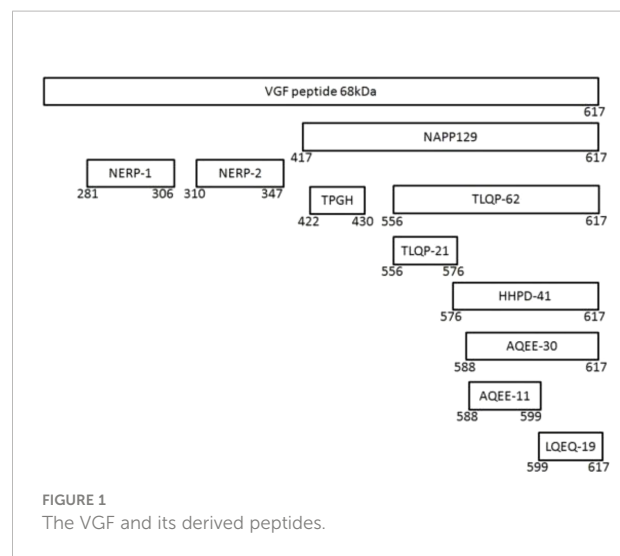 VGF peptide 68kDa
617
NAPP129
417 617
NERP-1 NERP-2
281 306 310 347
TPGH TLQP-62
422 430 556 617
TLQP-21
556 576
HHPD-41
576 617
AQEE-30
588 617
AQEE-11
588 599
LQEQ-19
599 617
FIGURE 1
The VGF and its derived peptides.